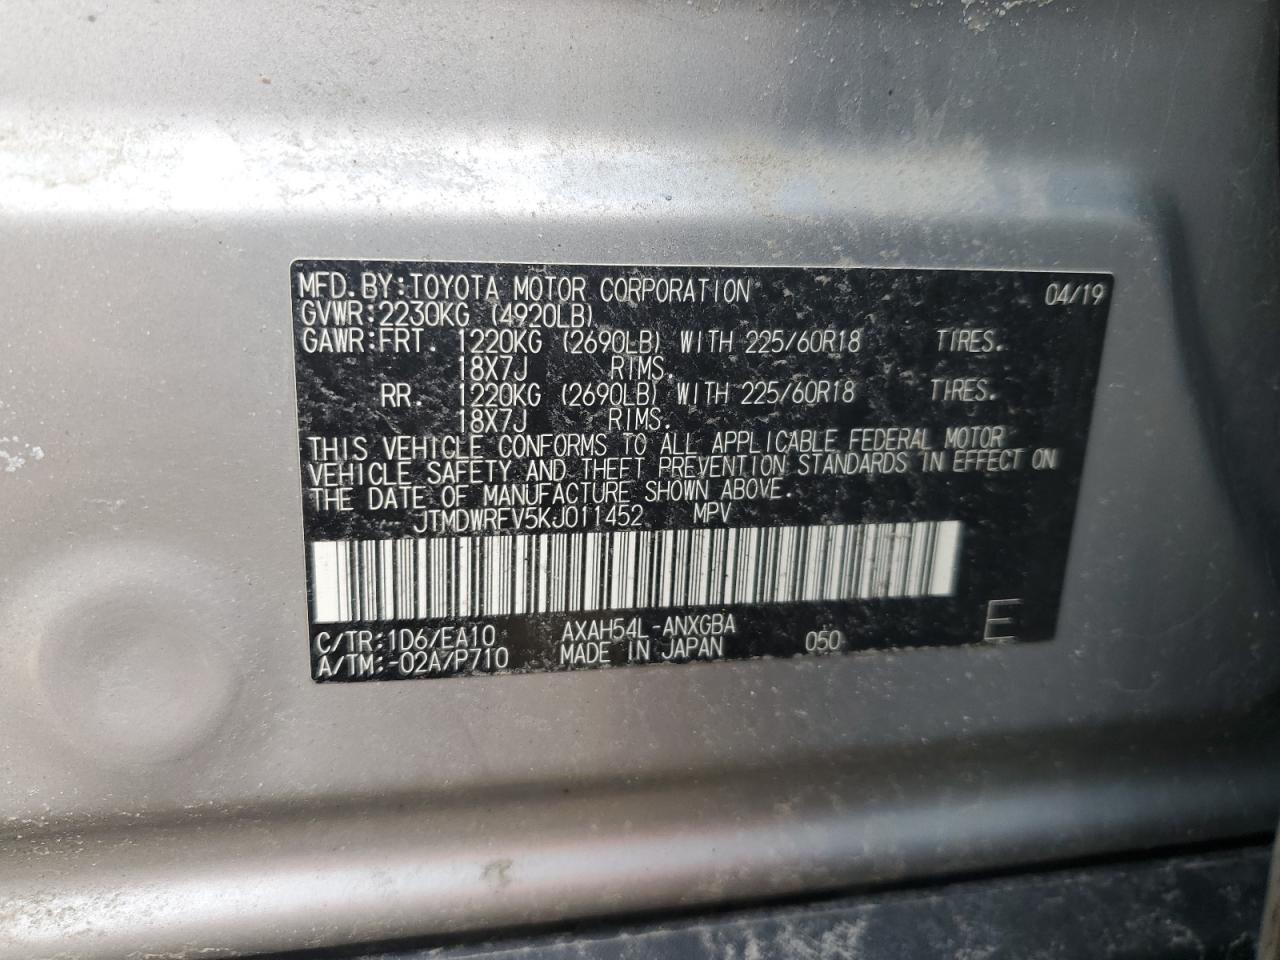 MFD.BY:TOYOTA MOTOR CORPORATION 04/19
GVWR:2230KG (4920LB)
GAWR:FRT. 1220KG (2690LB) WITH 225/60R18 TIRES.
18X7J RIMS.
RR. 1220KG (2690LB) WITH 225/60R18 TIRES.
18X7J RIMS.
THIS VEHICLE CONFORMS TO ALL APPLICABLE FEDERAL MOTOR
VEHICLE SAFETY AND THEFT PREVENTION STANDARDS IN EFFECT ON
THE DATE OF MANUFACTURE SHOWN ABOVE.
JTMDWRFV5KJ011452 MPV
C/TR:1D6/EA10 AXAH54L-ANXGBA 050 E
A/TM:-02A/P710 MADE IN JAPAN